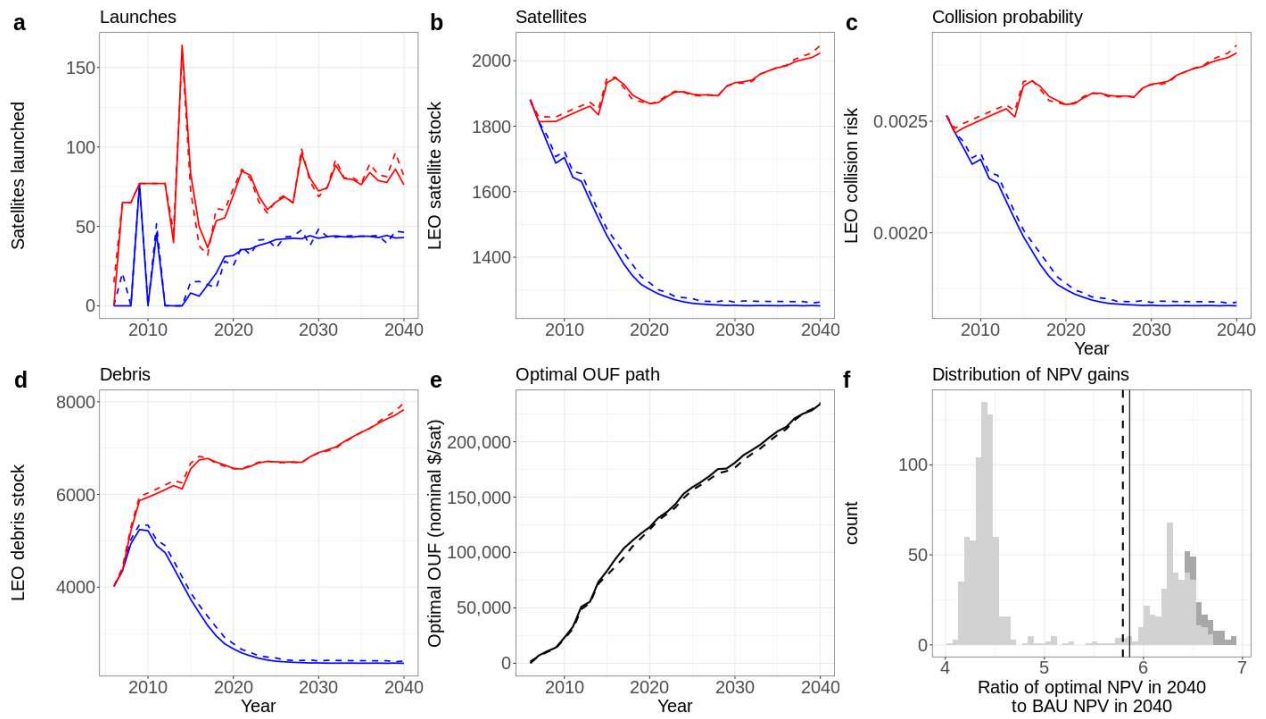 a
Launches
Satellites launched
150
100
50
0
2010
2020
2030
2040
b
Satellites
LEO satellite stock
2000
1800
1600
1400
2010
2020
2030
2040
c
Collision probability
LEO collision risk
0.0025
0.0020
2010
2020
2030
2040
Year
d
Debris
LEO debris stock
8000
6000
4000
2010
2020
2030
2040
Year
e
Optimal OUF path
Optimal OUF (nominal $/sat)
200,000
150,000
100,000
50,000
0
2010
2020
2030
2040
Year
f
Distribution of NPV gains
count
100
50
0
4
5
6
7
Ratio of optimal NPV in 2040
to BAU NPV in 2040